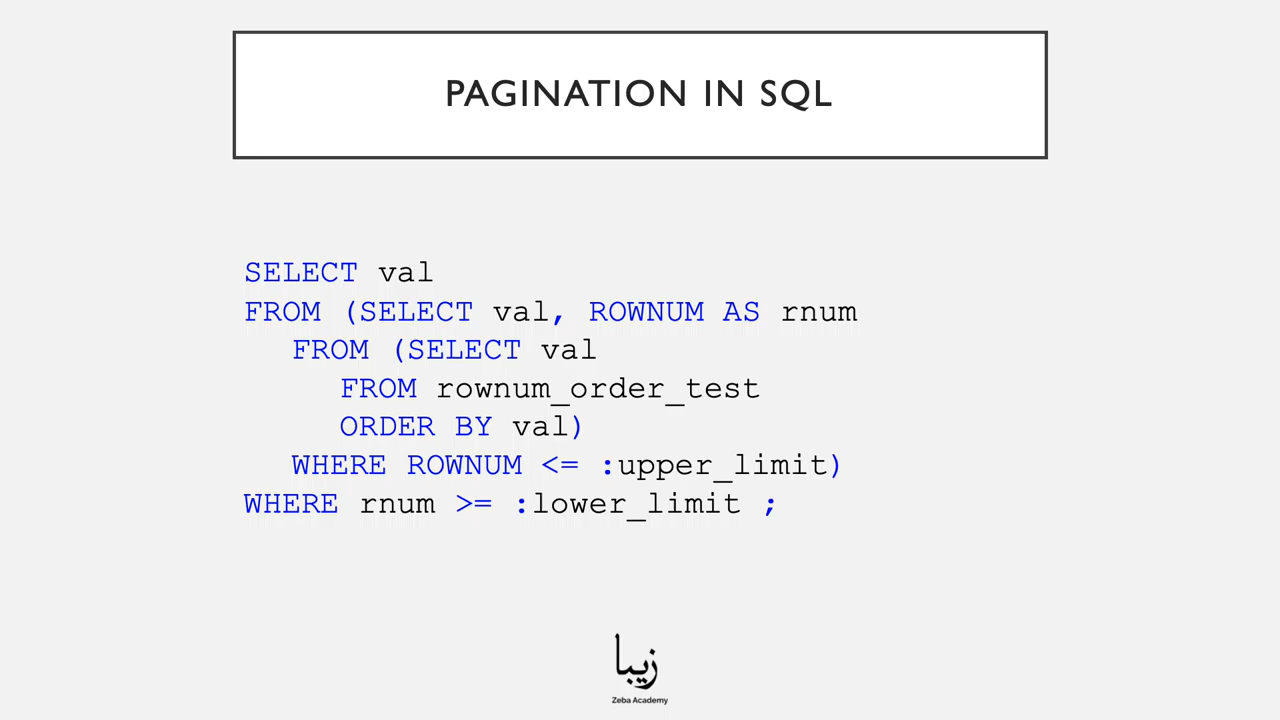 PAGINATION IN SQL
SELECT val
FROM (SELECT val, ROWNUM AS rnum
FROM (SELECT val
FROM rownum_order_test
ORDER BY val)
WHERE ROWNUM <= :upper_limit)
WHERE rnum >= :lower_limit ;
زيبا
Zeba Academy